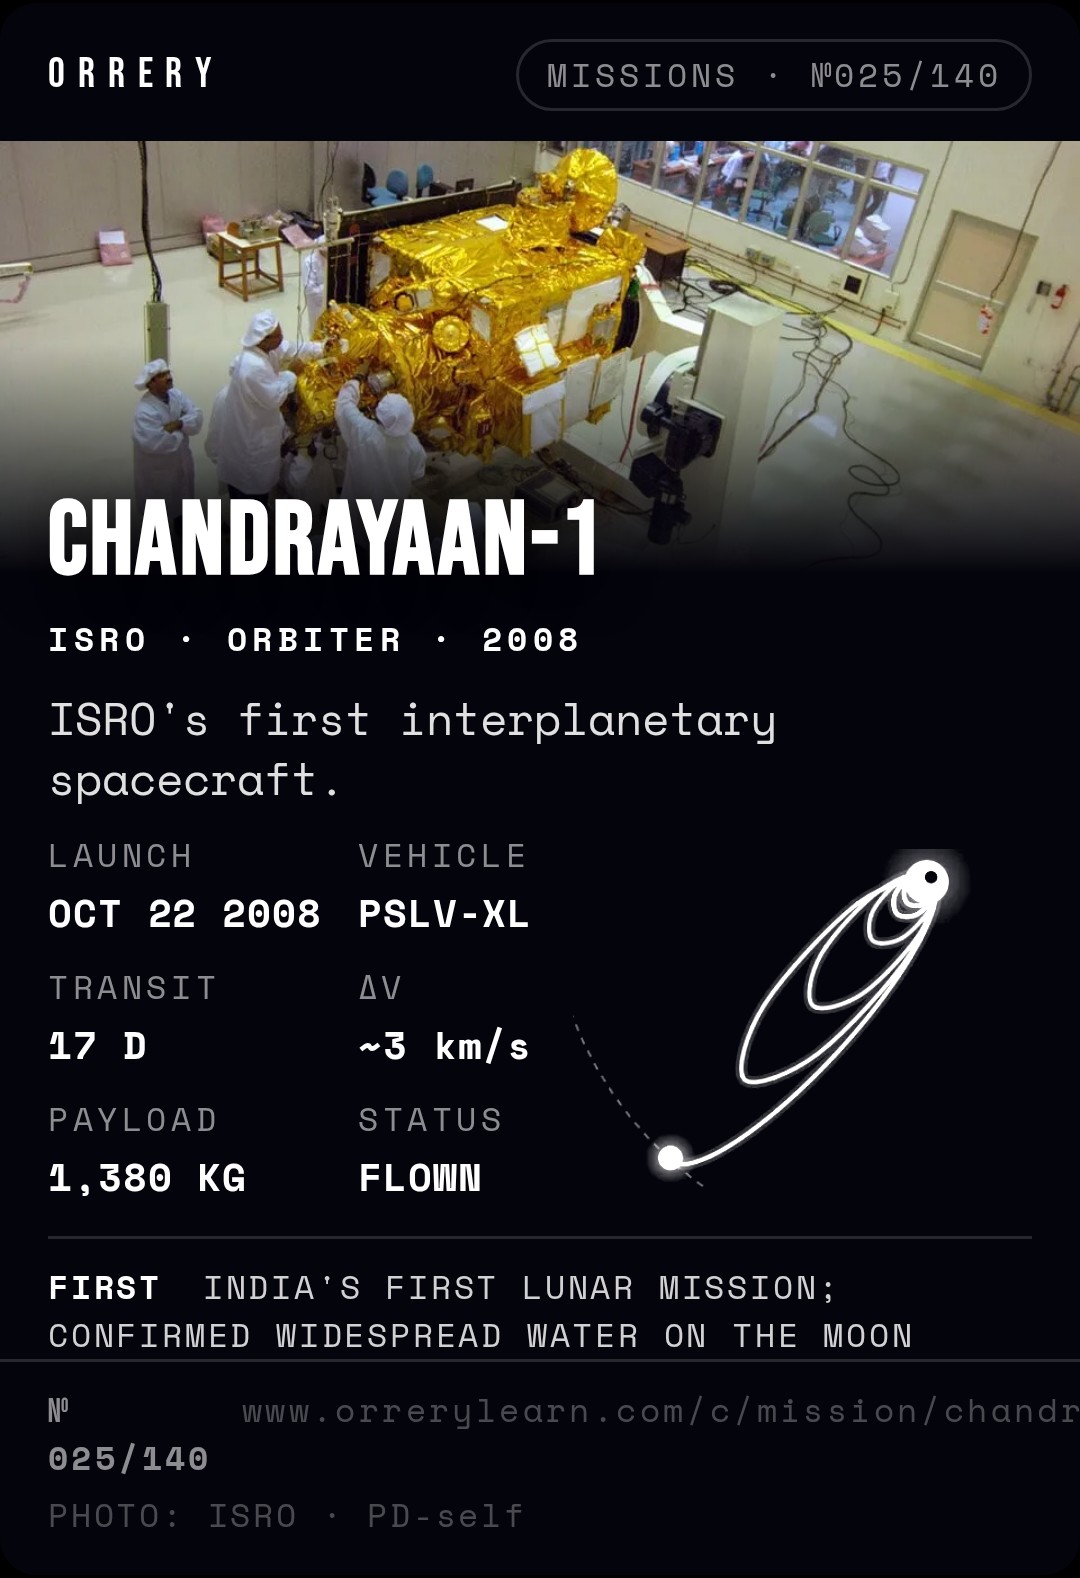 ORRERY
MISSIONS · №025/140
CHANDRAYAAN-1
ISRO · ORBITER · 2008
ISRO's first interplanetary
spacecraft.
LAUNCH VEHICLE
OCT 22 2008 PSLV-XL
TRANSIT ΔV
17 D ~3 km/s
PAYLOAD STATUS
1,380 KG FLOWN
FIRST INDIA'S FIRST LUNAR MISSION;
CONFIRMED WIDESPREAD WATER ON THE MOON
№ www.orrerylearn.com/c/mission/chandr
025/140
PHOTO: ISRO · PD-self